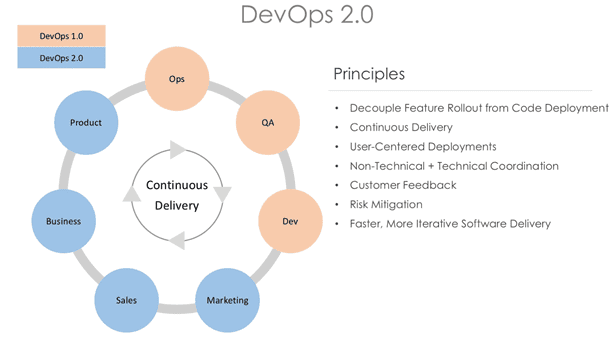 DevOps 2.0
DevOps 1.0
DevOps 2.0
Ops
QA
Dev
Marketing
Sales
Business
Product
Continuous
Delivery
Principles
• Decouple Feature Rollout from Code Deployment
• Continuous Delivery
• User-Centered Deployments
• Non-Technical + Technical Coordination
• Customer Feedback
• Risk Mitigation
• Faster, More Iterative Software Delivery